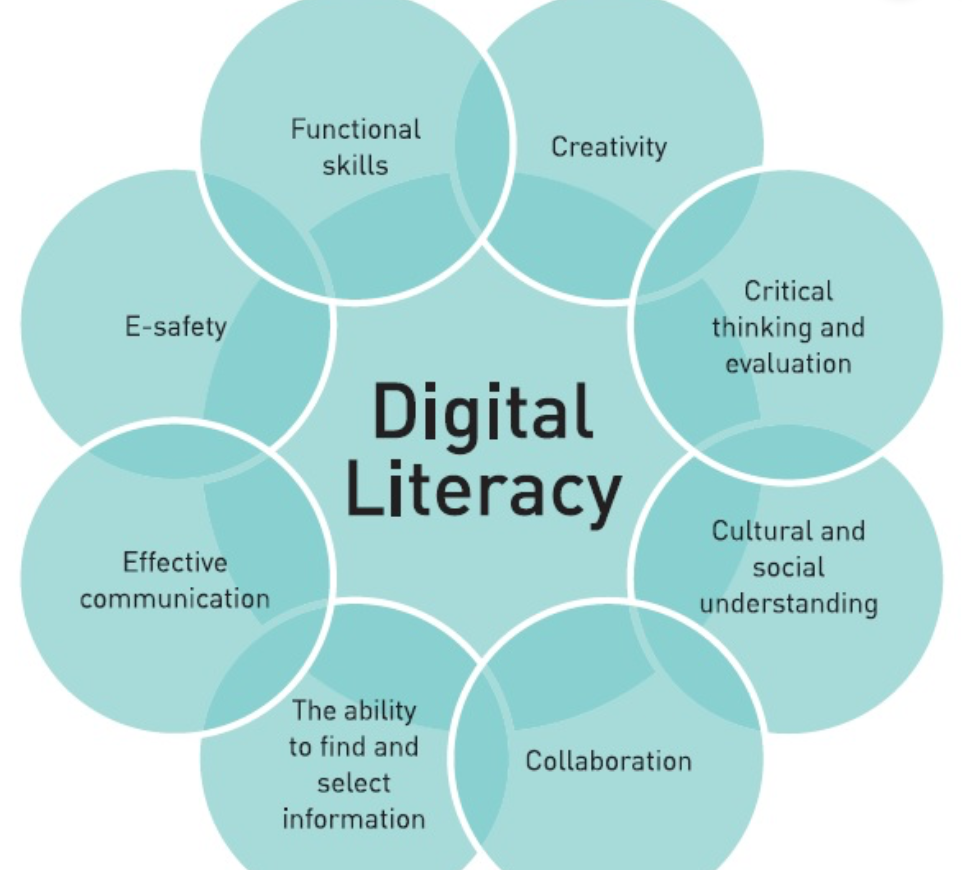 Functional
skills
Creativity
Critical
thinking and
evaluation
E-safety
Digital
Literacy
Cultural and
social
understanding
Effective
communication
The ability
to find and
select
information
Collaboration